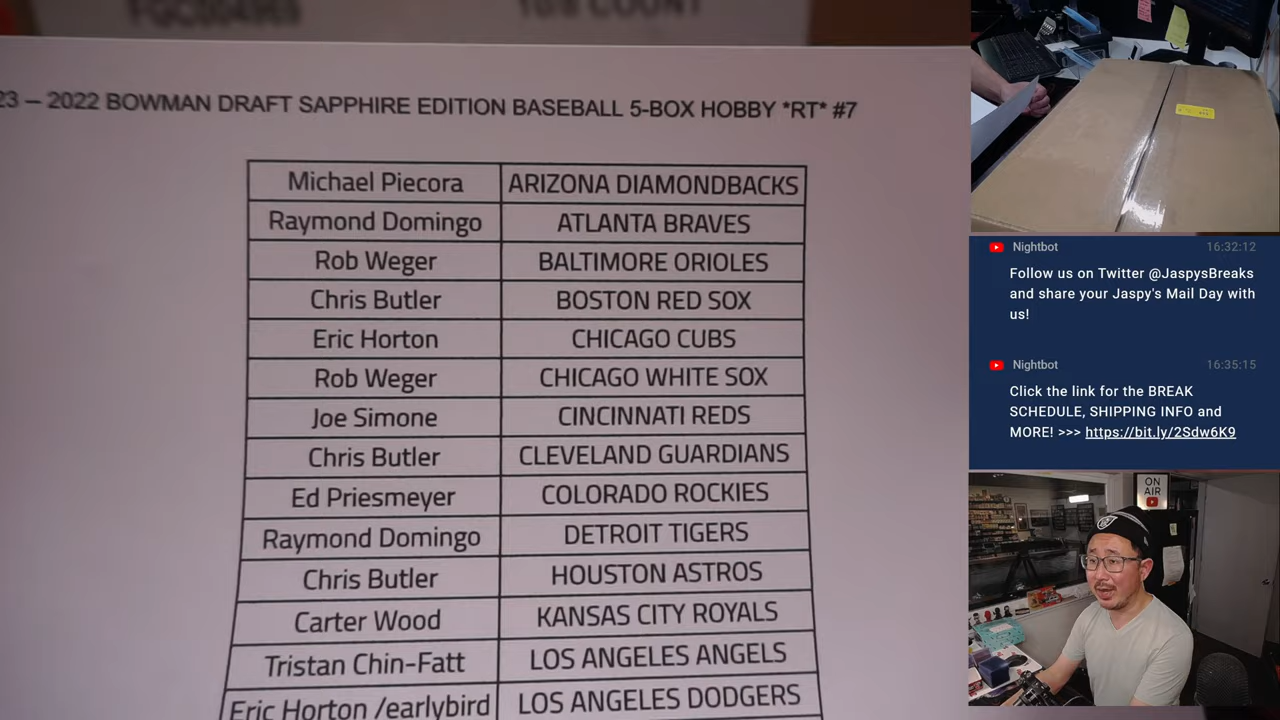 10/8 COUNT
23 – 2022 BOWMAN DRAFT SAPPHIRE EDITION BASEBALL 5-BOX HOBBY *RT* #7
Michael Piecora ARIZONA DIAMONDBACKS
Raymond Domingo ATLANTA BRAVES
Rob Weger BALTIMORE ORIOLES
Chris Butler BOSTON RED SOX
Eric Horton CHICAGO CUBS
Rob Weger CHICAGO WHITE SOX
Joe Simone CINCINNATI REDS
Chris Butler CLEVELAND GUARDIANS
Ed Priesmeyer COLORADO ROCKIES
Raymond Domingo DETROIT TIGERS
Chris Butler HOUSTON ASTROS
Carter Wood KANSAS CITY ROYALS
Tristan Chin-Fatt LOS ANGELES ANGELS
Eric Horton /earlybird LOS ANGELES DODGERS
Nightbot 16:32:12
Follow us on Twitter @JaspysBreaks
and share your Jaspy's Mail Day with
us!
Nightbot 16:35:15
Click the link for the BREAK
SCHEDULE, SHIPPING INFO and
MORE! >>> https://bit.ly/2Sdw6K9
ON
AIR